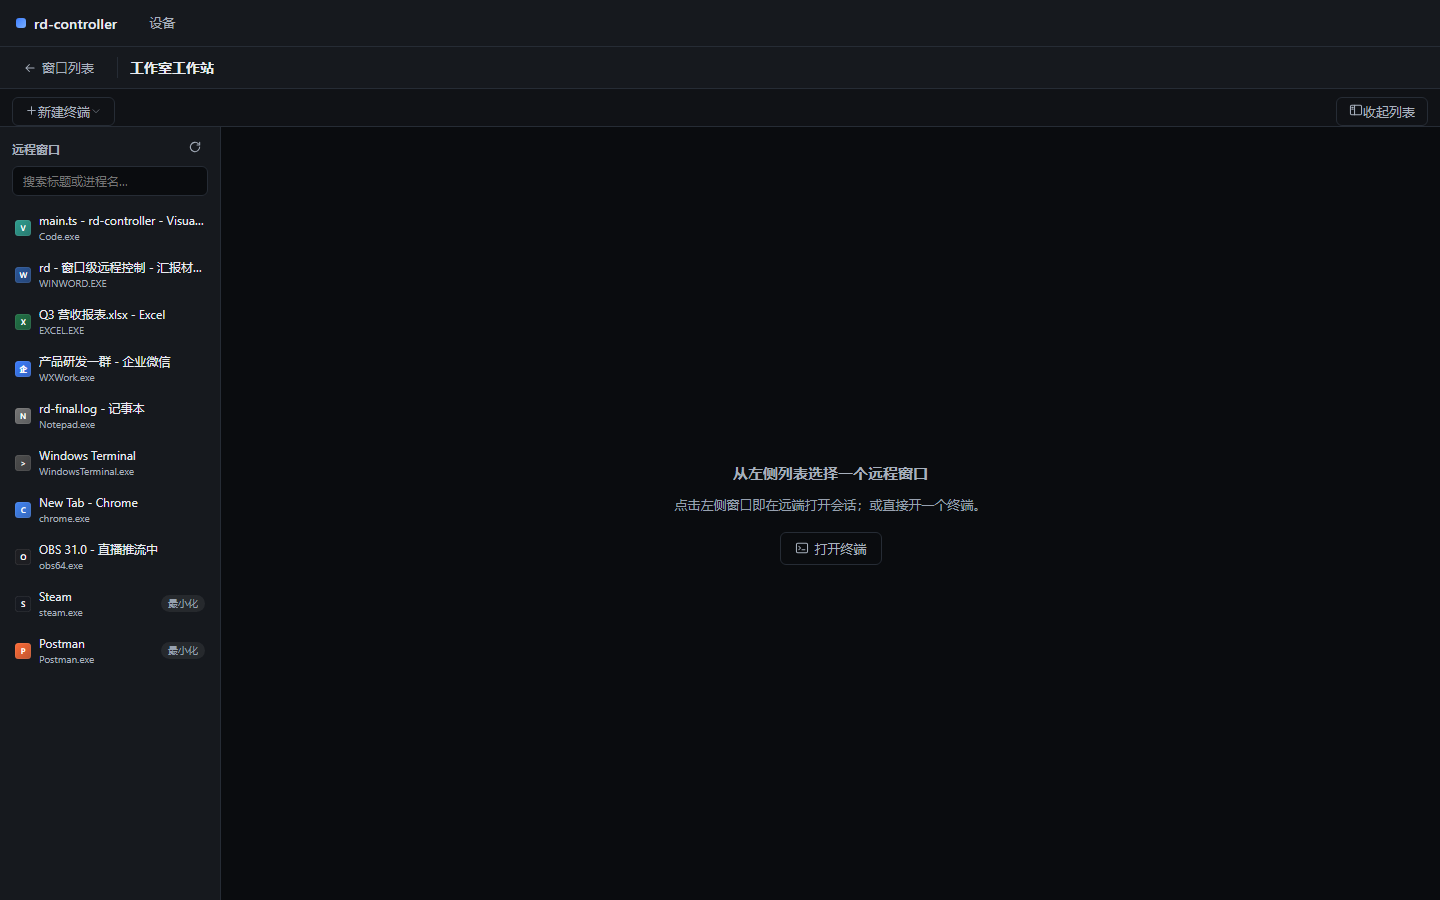 rd-controller 设备
← 窗口列表 工作室工作站
+新建终端 收起列表
远程窗口
搜索标题或进程名...
V main.ts - rd-controller - Visua...
Code.exe
W rd - 窗口级远程控制 - 汇报材...
WINWORD.EXE
X Q3 营收报表.xlsx - Excel
EXCEL.EXE
企 产品研发一群 - 企业微信
WXWork.exe
N rd-final.log - 记事本
Notepad.exe
> Windows Terminal
WindowsTerminal.exe
C New Tab - Chrome
chrome.exe
O OBS 31.0 - 直播推流中
obs64.exe
S Steam 最小化
steam.exe
P Postman 最小化
Postman.exe
从左侧列表选择一个远程窗口
点击左侧窗口即在远端打开会话；或直接开一个终端。
打开终端